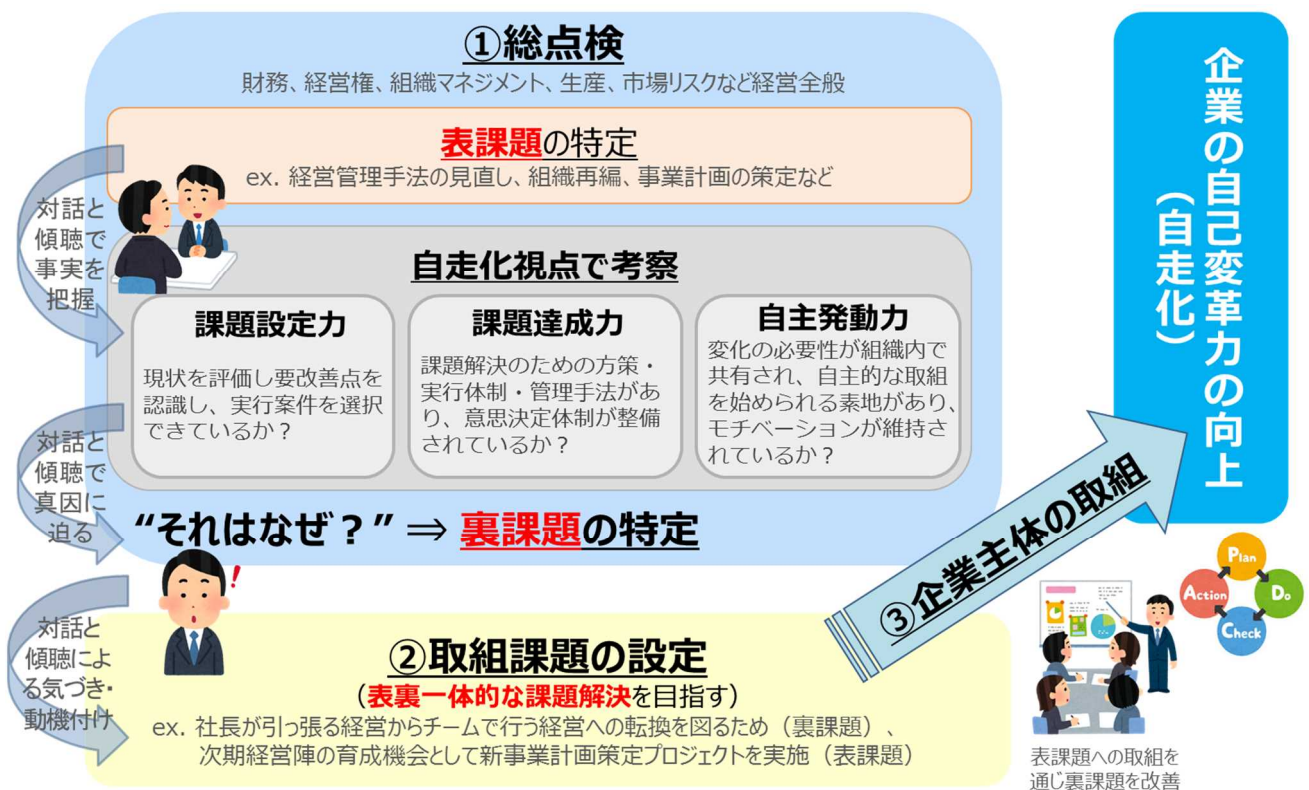 ①総点検
財務、経営権、組織マネジメント、生産、市場リスクなど経営全般
表課題の特定
ex. 経営管理手法の見直し、組織再編、事業計画の策定など
対話と
傾聴で
事実を
把握
自走化視点で考察
課題設定力
現状を評価し要改善点を
認識し、実行案件を選択
できているか？
課題達成力
課題解決のための方策・
実行体制・管理手法があ
り、意思決定体制が整備
されているか？
自主発動力
変化の必要性が組織内で
共有され、自主的な取組
を始められる素地があり、
モチベーションが維持さ
れているか？
対話と
傾聴で
真因に
迫る
“それはなぜ？” ⇒ 裏課題の特定
!
対話と
傾聴によ
る気づき・
動機付け
②取組課題の設定
（表裏一体的な課題解決を目指す）
ex. 社長が引っ張る経営からチームで行う経営への転換を図るため（裏課題）、
次期経営陣の育成機会として新事業計画策定プロジェクトを実施（表課題）
③企業主体の取組
企業の自己変革力の向上
（自走化）
Plan
Do
Check
Action
表課題への取組を
通じ裏課題を改善